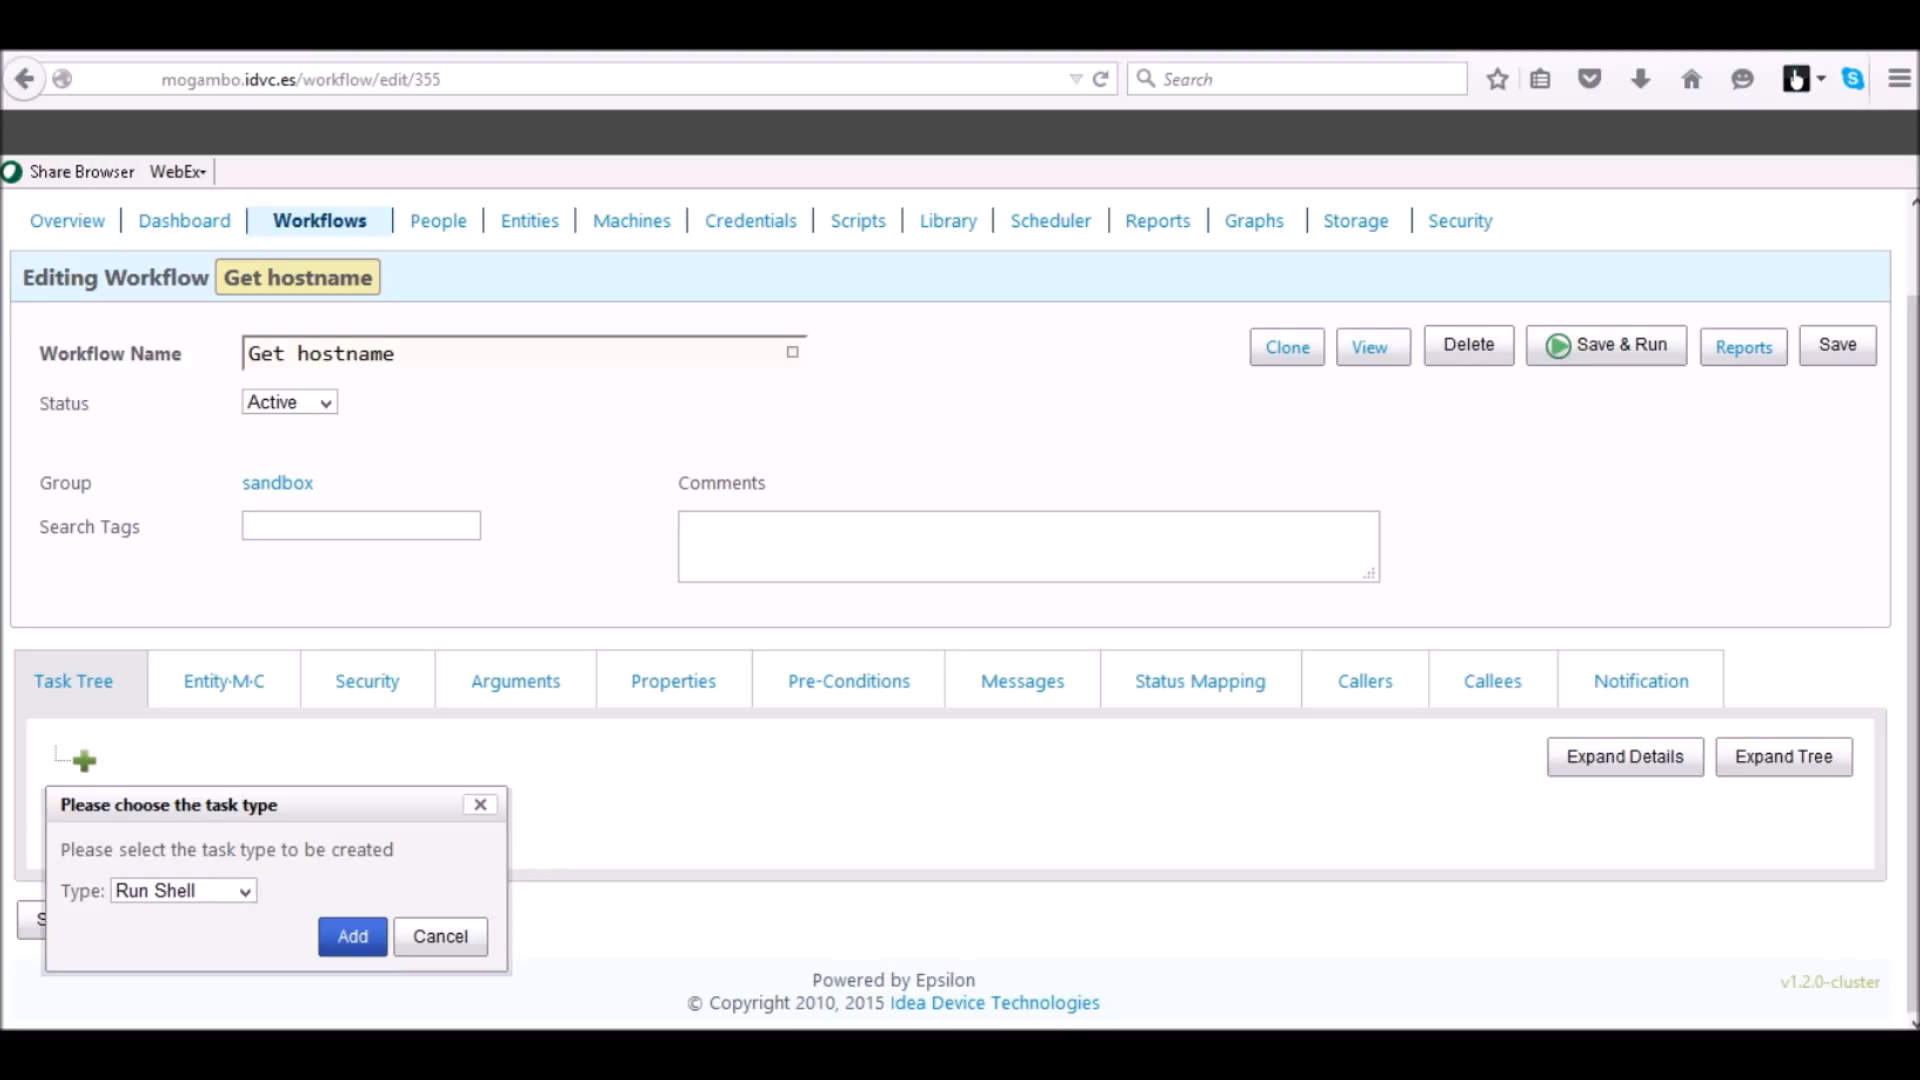 mogambo.idvc.es/workflow/edit/355 Search
Share Browser WebEx
Overview Dashboard Workflows People Entities Machines Credentials Scripts Library Scheduler Reports Graphs Storage Security
Editing Workflow Get hostname
Workflow Name Get hostname Clone View Delete Save & Run Reports Save
Status Active
Group sandbox Comments
Search Tags
Task Tree Entity·M·C Security Arguments Properties Pre-Conditions Messages Status Mapping Callers Callees Notification
Expand Details Expand Tree
Please choose the task type
Please select the task type to be created
Type: Run Shell
Add Cancel
Powered by Epsilon v1.2.0-cluster
© Copyright 2010, 2015 Idea Device Technologies